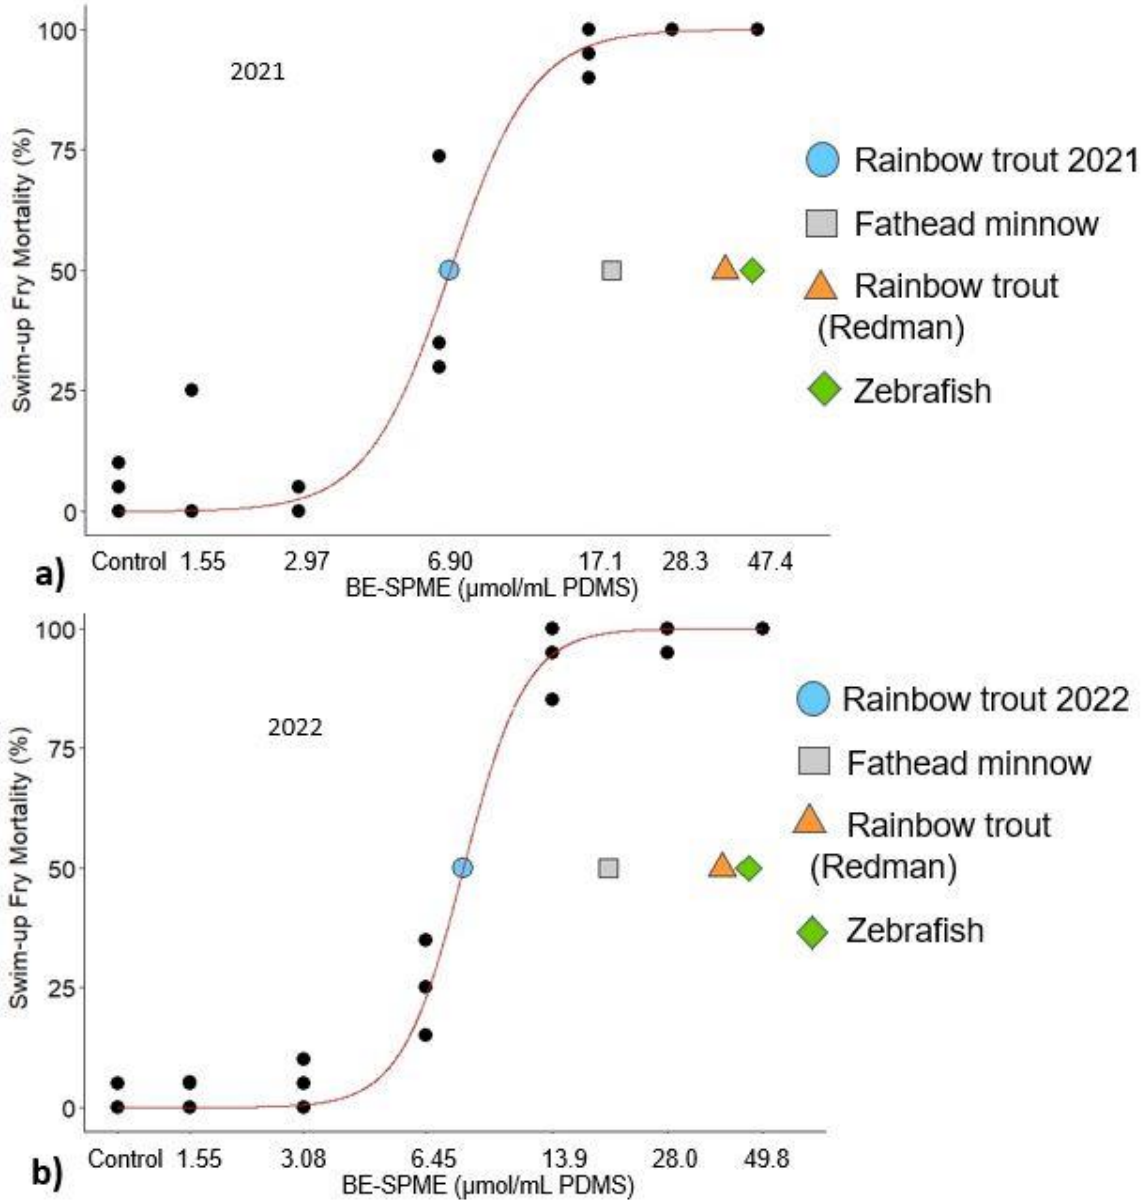 100
75
50
25
0
Swim-up Fry Mortality (%)
2021
Control 1.55 2.97 6.90 17.1 28.3 47.4
BE-SPME (µmol/mL PDMS)
a)
Rainbow trout 2021
Fathead minnow
Rainbow trout
(Redman)
Zebrafish
100
75
50
25
0
Swim-up Fry Mortality (%)
2022
Control 1.55 3.08 6.45 13.9 28.0 49.8
BE-SPME (µmol/mL PDMS)
b)
Rainbow trout 2022
Fathead minnow
Rainbow trout
(Redman)
Zebrafish